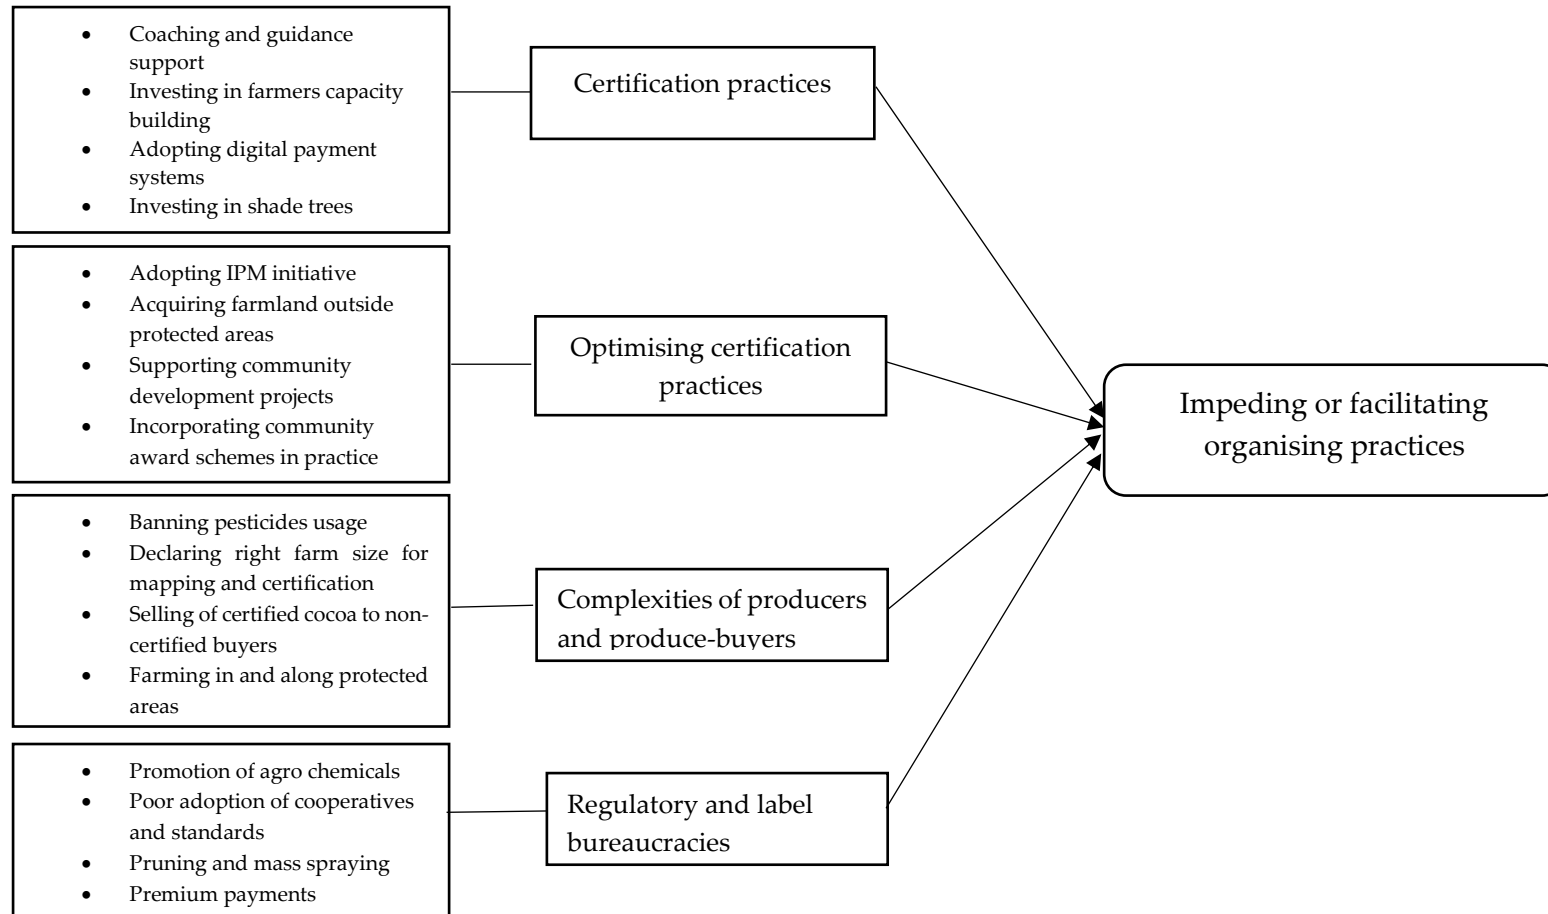 • Coaching and guidance
support
• Investing in farmers capacity
building
• Adopting digital payment
systems
• Investing in shade trees
Certification practices
• Adopting IPM initiative
• Acquiring farmland outside
protected areas
• Supporting community
development projects
• Incorporating community
award schemes in practice
Optimising certification
practices
• Banning pesticides usage
• Declaring right farm size for
mapping and certification
• Selling of certified cocoa to non-
certified buyers
• Farming in and along protected
areas
Complexities of producers
and produce-buyers
• Promotion of agro chemicals
• Poor adoption of cooperatives
and standards
• Pruning and mass spraying
• Premium payments
Regulatory and label
bureaucracies
Impeding or facilitating
organising practices